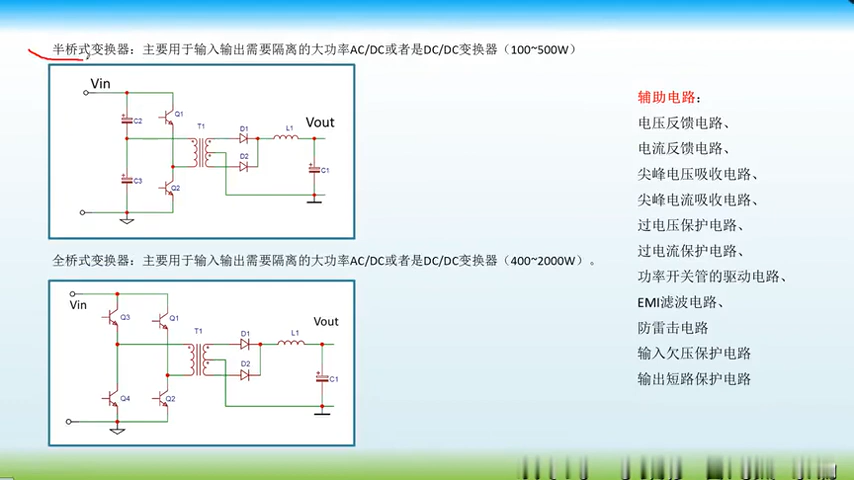 半桥式变换器：主要用于输入输出需要隔离的大功率AC/DC或者是DC/DC变换器（100~500W）
Vin
C2
Q1
T1
D1
L1
Vout
D2
C1
C3
Q2
全桥式变换器：主要用于输入输出需要隔离的大功率AC/DC或者是DC/DC变换器（400~2000W）。
Vin
Q3
Q1
T1
D1
L1
Vout
D2
C1
Q4
Q2
辅助电路：
电压反馈电路、
电流反馈电路、
尖峰电压吸收电路、
尖峰电流吸收电路、
过电压保护电路、
过电流保护电路、
功率开关管的驱动电路、
EMI滤波电路、
防雷击电路
输入欠压保护电路
输出短路保护电路